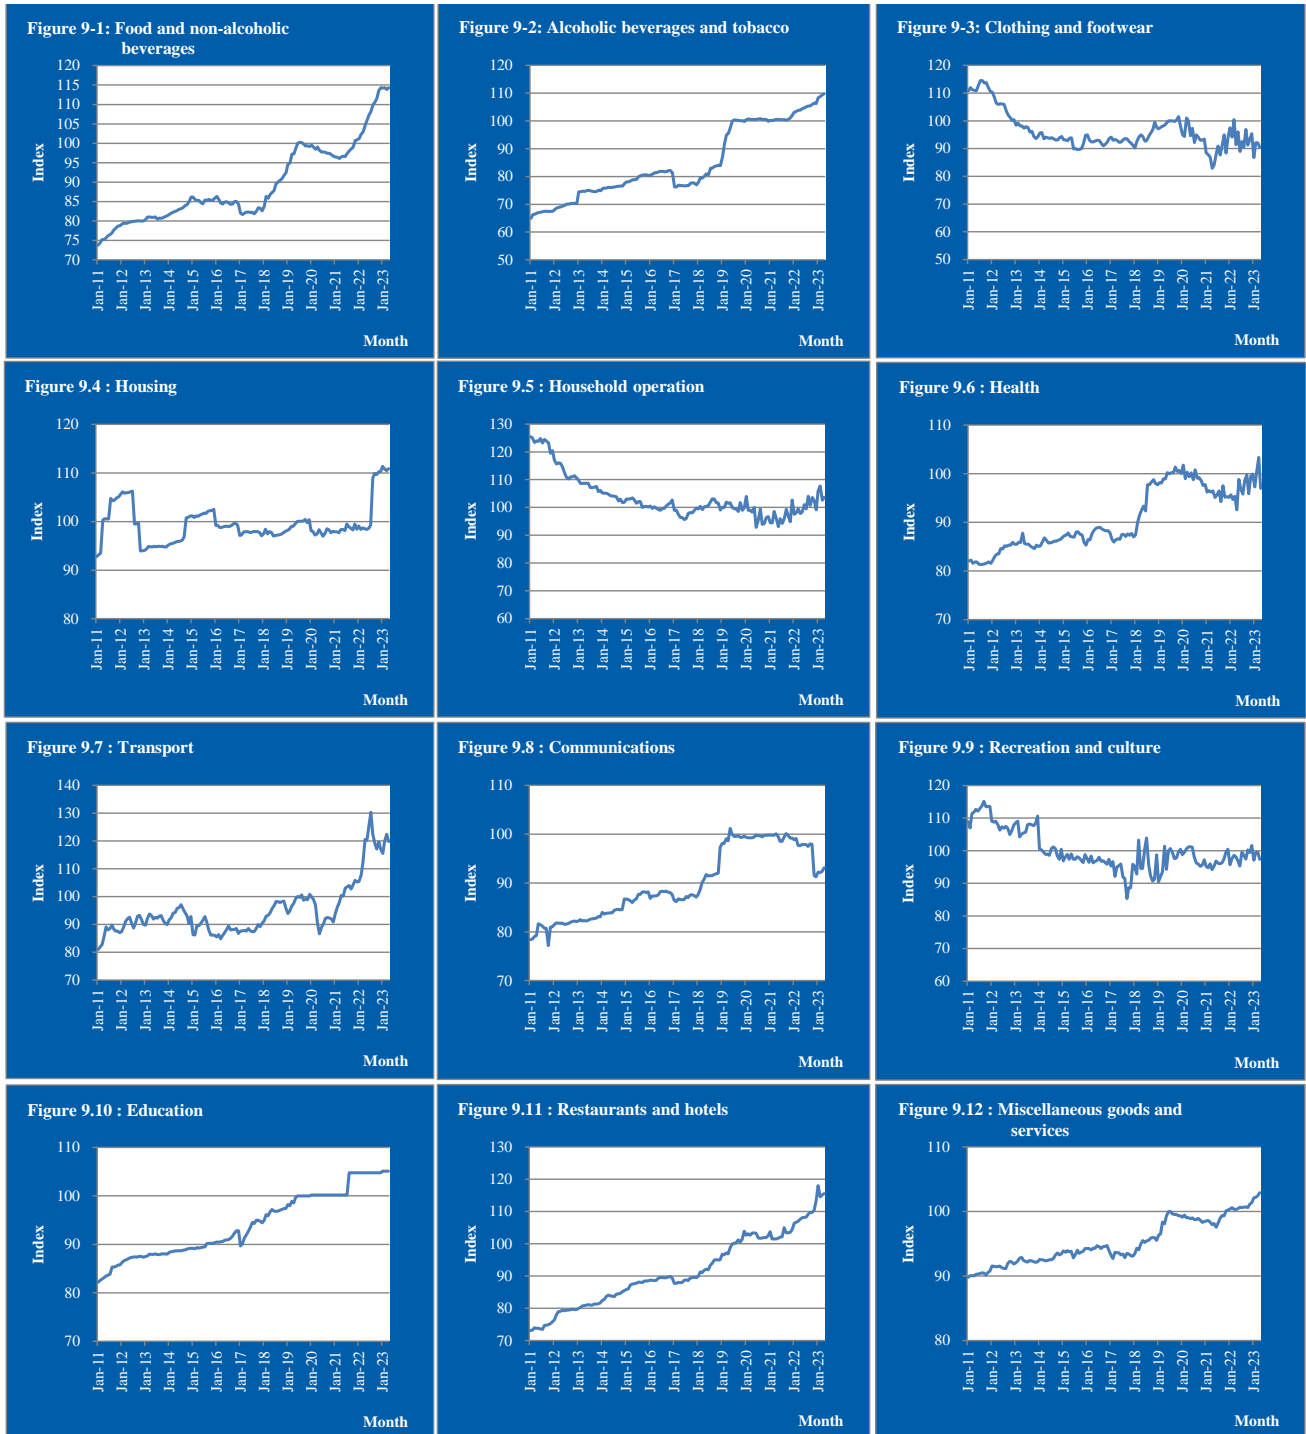 Figure 9-1: Food and non-alcoholic
beverages
120
115
110
105
100
95
90
85
80
75
70
Index
Jan-11
Jan-12
Jan-13
Jan-14
Jan-15
Jan-16
Jan-17
Jan-18
Jan-19
Jan-20
Jan-21
Jan-22
Jan-23
Month
Figure 9-2: Alcoholic beverages and tobacco
120
110
100
90
80
70
60
50
Index
Jan-11
Jan-12
Jan-13
Jan-14
Jan-15
Jan-16
Jan-17
Jan-18
Jan-19
Jan-20
Jan-21
Jan-22
Jan-23
Month
Figure 9-3: Clothing and footwear
120
110
100
90
80
70
60
50
Index
Jan-11
Jan-12
Jan-13
Jan-14
Jan-15
Jan-16
Jan-17
Jan-18
Jan-19
Jan-20
Jan-21
Jan-22
Jan-23
Month
Figure 9.4 : Housing
120
110
100
90
80
Index
Jan-11
Jan-12
Jan-13
Jan-14
Jan-15
Jan-16
Jan-17
Jan-18
Jan-19
Jan-20
Jan-21
Jan-22
Jan-23
Month
Figure 9.5 : Household operation
130
120
110
100
90
80
70
60
Index
Jan-11
Jan-12
Jan-13
Jan-14
Jan-15
Jan-16
Jan-17
Jan-18
Jan-19
Jan-20
Jan-21
Jan-22
Jan-23
Month
Figure 9.6 : Health
110
100
90
80
70
Index
Jan-11
Jan-12
Jan-13
Jan-14
Jan-15
Jan-16
Jan-17
Jan-18
Jan-19
Jan-20
Jan-21
Jan-22
Jan-23
Month
Figure 9.7 : Transport
140
130
120
110
100
90
80
70
Index
Jan-11
Jan-12
Jan-13
Jan-14
Jan-15
Jan-16
Jan-17
Jan-18
Jan-19
Jan-20
Jan-21
Jan-22
Jan-23
Month
Figure 9.8 : Communications
110
100
90
80
70
Index
Jan-11
Jan-12
Jan-13
Jan-14
Jan-15
Jan-16
Jan-17
Jan-18
Jan-19
Jan-20
Jan-21
Jan-22
Jan-23
Month
Figure 9.9 : Recreation and culture
120
110
100
90
80
70
60
Index
Jan-11
Jan-12
Jan-13
Jan-14
Jan-15
Jan-16
Jan-17
Jan-18
Jan-19
Jan-20
Jan-21
Jan-22
Jan-23
Month
Figure 9.10 : Education
110
100
90
80
70
Index
Jan-11
Jan-12
Jan-13
Jan-14
Jan-15
Jan-16
Jan-17
Jan-18
Jan-19
Jan-20
Jan-21
Jan-22
Jan-23
Month
Figure 9.11 : Restaurants and hotels
130
120
110
100
90
80
70
Index
Jan-11
Jan-12
Jan-13
Jan-14
Jan-15
Jan-16
Jan-17
Jan-18
Jan-19
Jan-20
Jan-21
Jan-22
Jan-23
Month
Figure 9.12 : Miscellaneous goods and
services
110
100
90
80
Index
Jan-11
Jan-12
Jan-13
Jan-14
Jan-15
Jan-16
Jan-17
Jan-18
Jan-19
Jan-20
Jan-21
Jan-22
Jan-23
Month